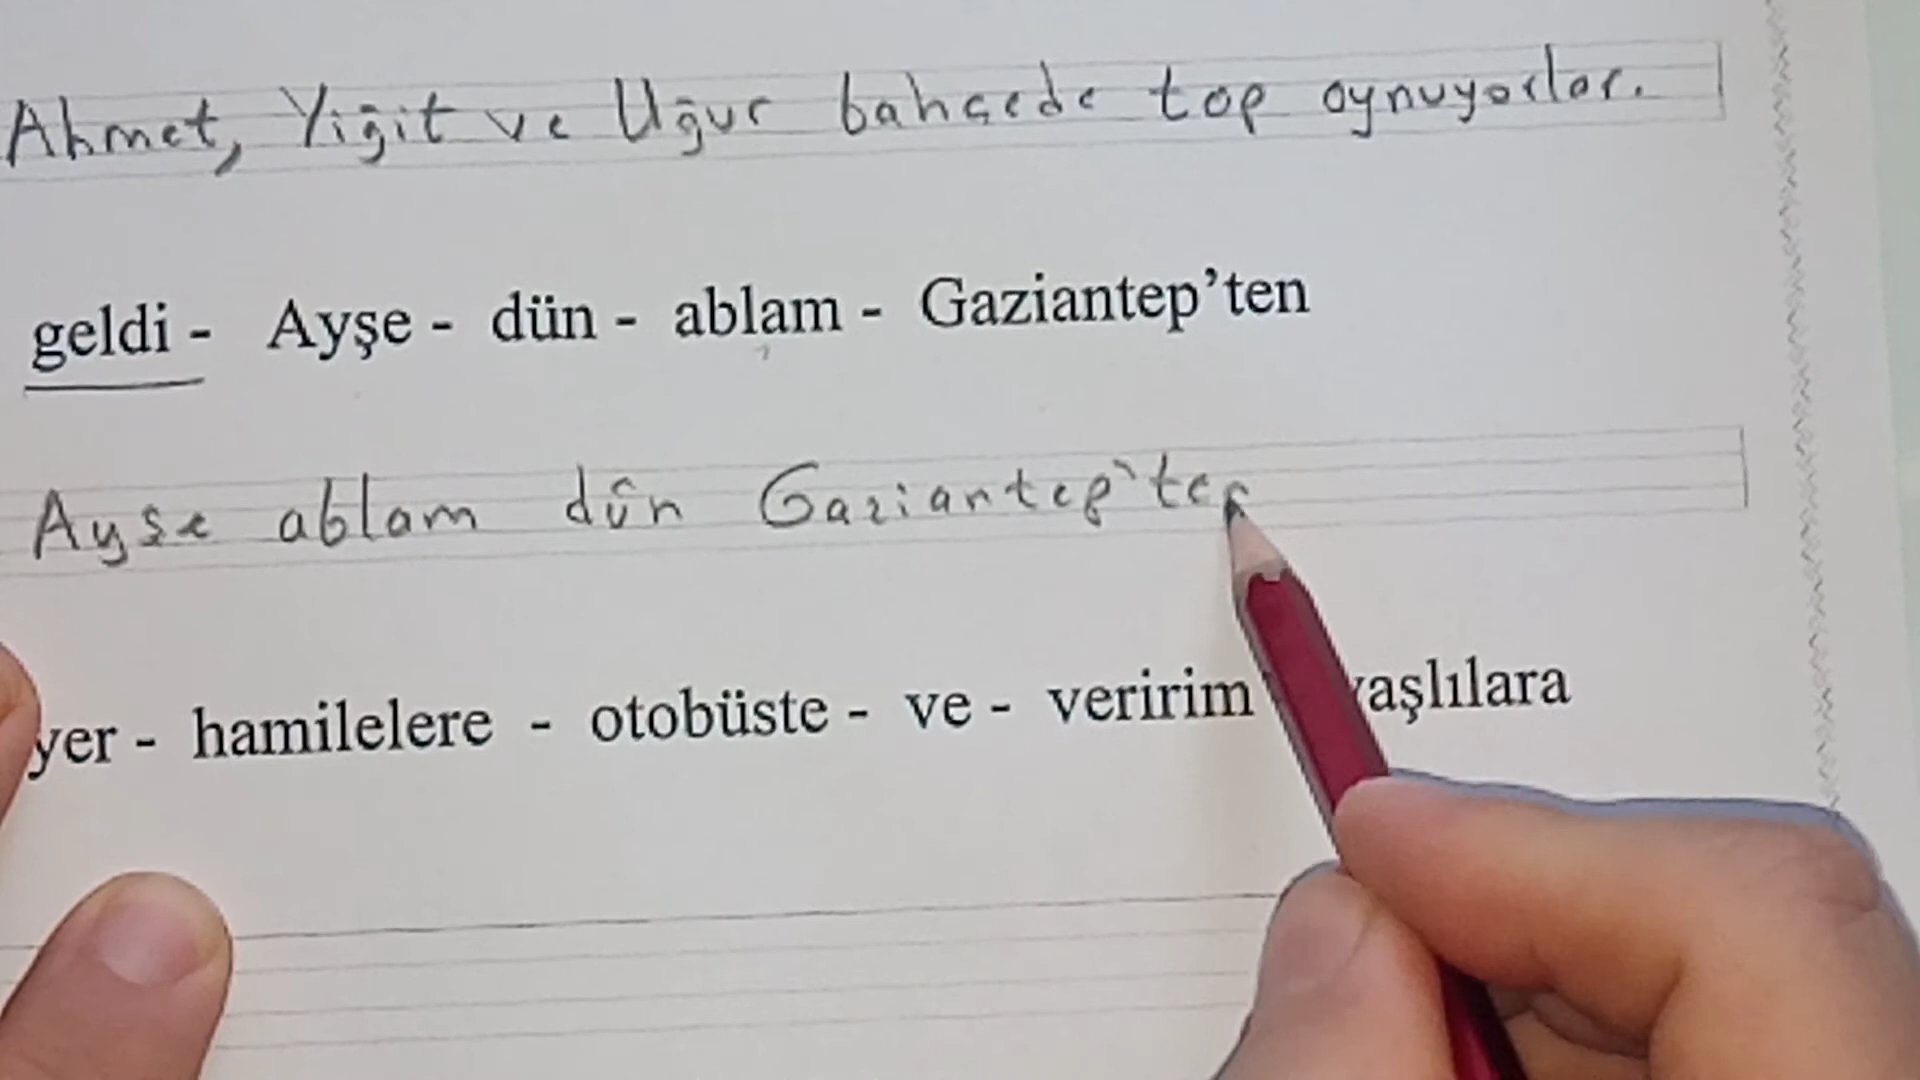 Ahmet, Yiğit ve Uğur bahçede top oynuyorlar.
geldi - Ayşe - dün - ablam - Gaziantep’ten
Ayşe ablam dün Gaziantep'ten
yer - hamilelere - otobüste - ve - veririm yaşlılara